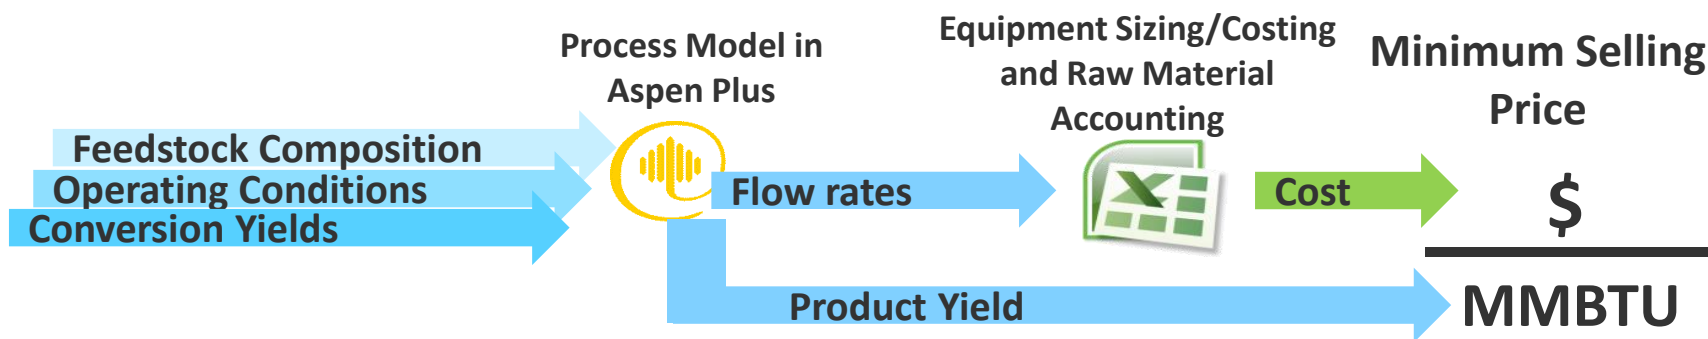 Process Model in
Aspen Plus
Equipment Sizing/Costing
and Raw Material
Accounting
Minimum Selling
Price
Feedstock Composition
Operating Conditions
Conversion Yields
Flow rates
Cost
$
Product Yield
MMBTU